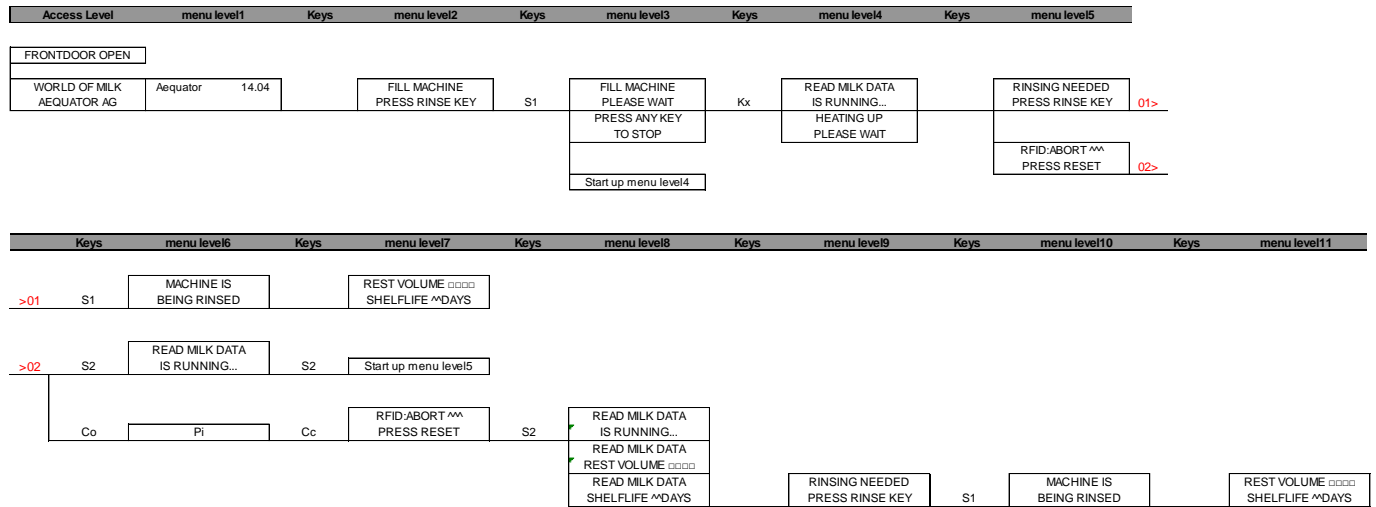 Access Level menu level1 Keys menu level2 Keys menu level3 Keys menu level4 Keys menu level5
FRONTDOOR OPEN
WORLD OF MILK Aequator 14.04 FILL MACHINE FILL MACHINE READ MILK DATA RINSING NEEDED
AEQUATOR AG PRESS RINSE KEY S1 PLEASE WAIT Kx IS RUNNING... PRESS RINSE KEY 01>
PRESS ANY KEY HEATING UP
TO STOP PLEASE WAIT
RFID:ABORT ^^^
PRESS RESET 02>
Start up menu level4
Keys menu level6 Keys menu level7 Keys menu level8 Keys menu level9 Keys menu level10 Keys menu level11
MACHINE IS REST VOLUME □□□□
>01 S1 BEING RINSED SHELFLIFE ^^DAYS
READ MILK DATA
>02 S2 IS RUNNING... S2 Start up menu level5
RFID:ABORT ^^^ READ MILK DATA
Co Pi Cc PRESS RESET S2 IS RUNNING...
READ MILK DATA
REST VOLUME □□□□
READ MILK DATA RINSING NEEDED MACHINE IS REST VOLUME □□□□
SHELFLIFE ^^DAYS PRESS RINSE KEY S1 BEING RINSED SHELFLIFE ^^DAYS